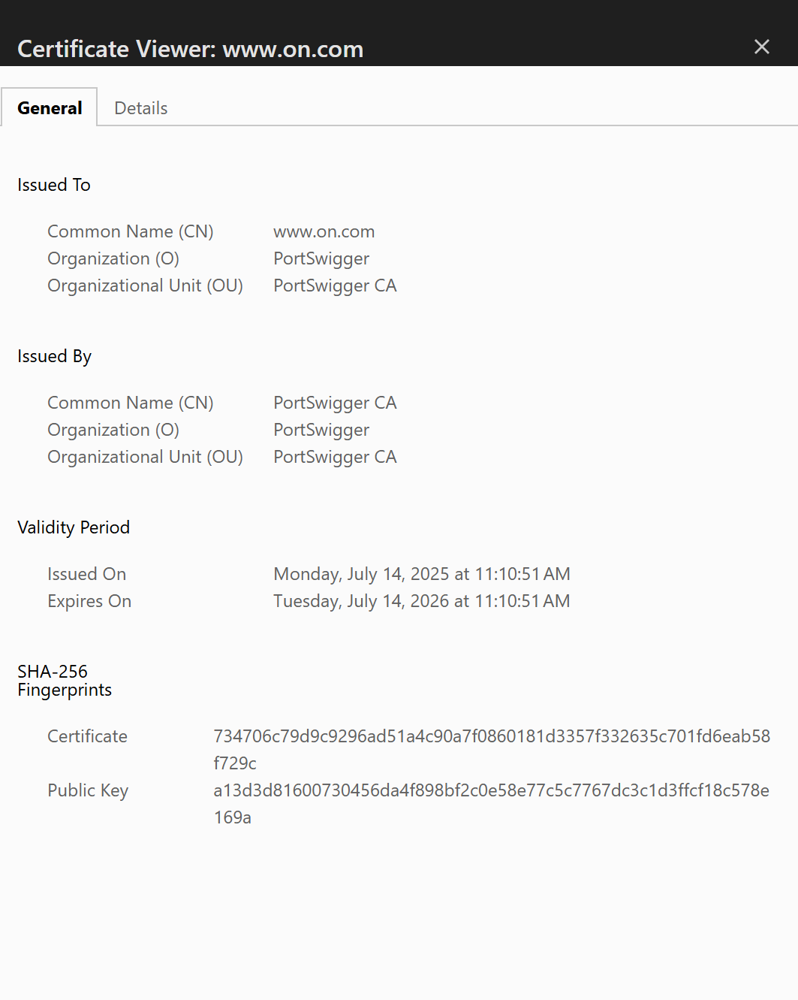 Certificate Viewer: www.on.com
General Details
Issued To
Common Name (CN) www.on.com
Organization (O) PortSwigger
Organizational Unit (OU) PortSwigger CA
Issued By
Common Name (CN) PortSwigger CA
Organization (O) PortSwigger
Organizational Unit (OU) PortSwigger CA
Validity Period
Issued On Monday, July 14, 2025 at 11:10:51 AM
Expires On Tuesday, July 14, 2026 at 11:10:51 AM
SHA-256
Fingerprints
Certificate 734706c79d9c9296ad51a4c90a7f0860181d3357f332635c701fd6eab58
f729c
Public Key a13d3d81600730456da4f898bf2c0e58e77c5c7767dc3c1d3ffcf18c578e
169a